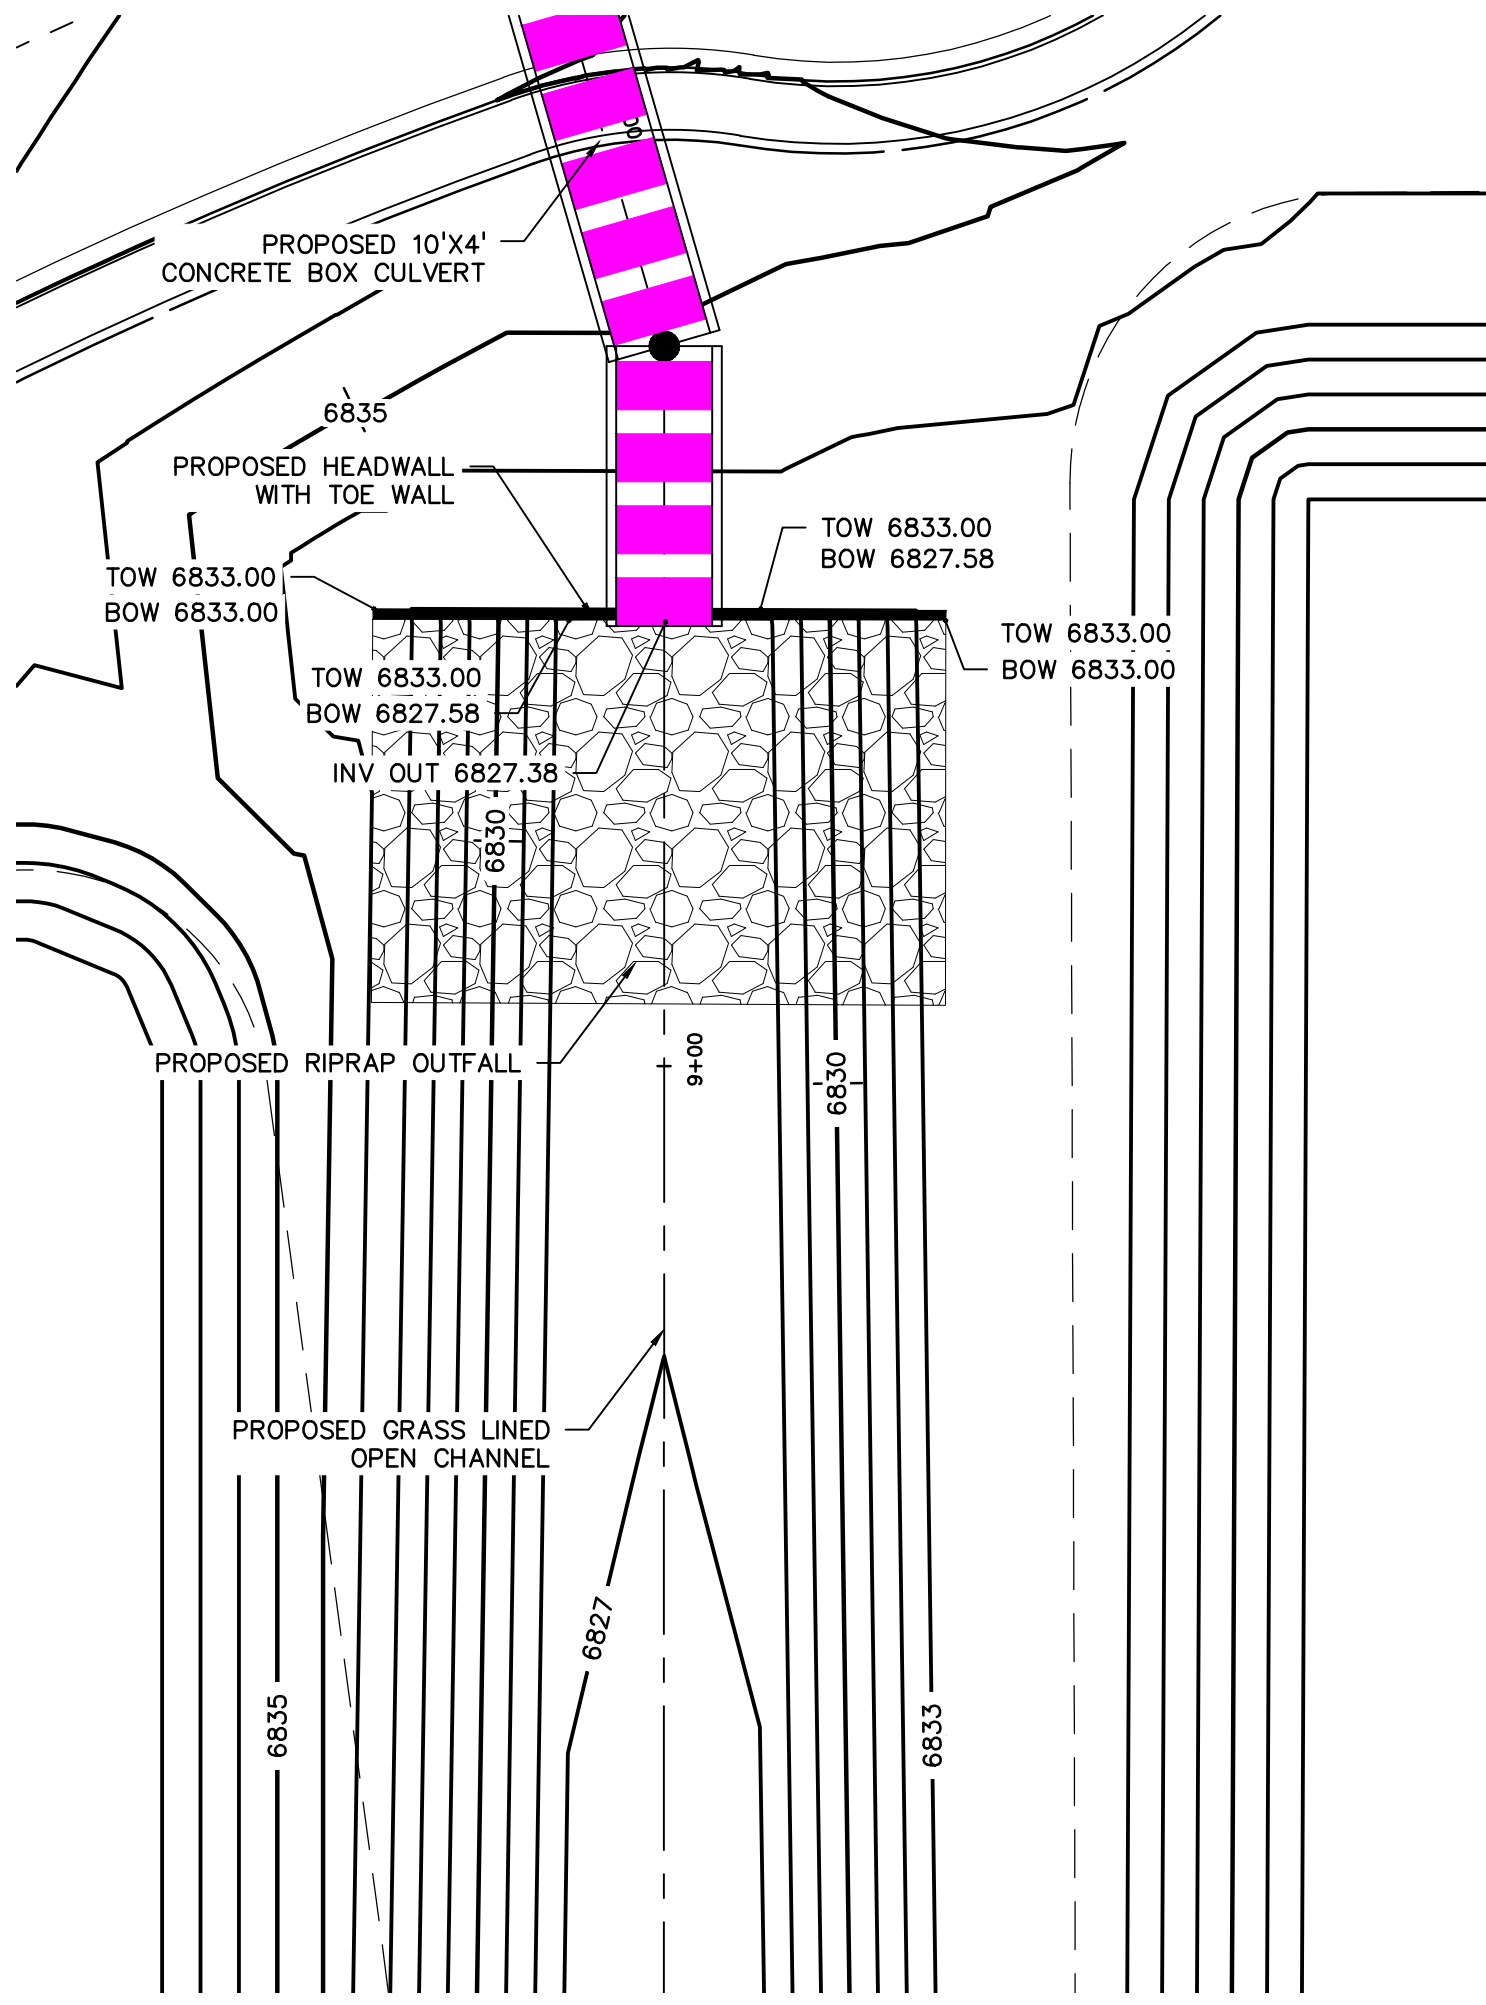 00
PROPOSED 10'X4'
CONCRETE BOX CULVERT
6835
PROPOSED HEADWALL
WITH TOE WALL
TOW 6833.00
BOW 6827.58
TOW 6833.00
BOW 6833.00
TOW 6833.00
BOW 6833.00
TOW 6833.00
BOW 6827.58
INV OUT 6827.38
6830
PROPOSED RIPRAP OUTFALL
9+00
6830
PROPOSED GRASS LINED
OPEN CHANNEL
6827
6835
6833